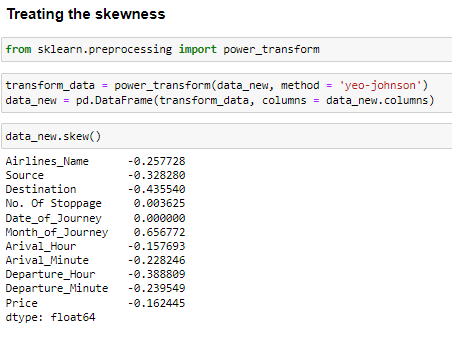 Treating the skewness
from sklearn.preprocessing import power_transform
transform_data = power_transform(data_new, method = 'yeo-johnson')
data_new = pd.DataFrame(transform_data, columns = data_new.columns)
data_new.skew()
Airlines_Name -0.257728
Source -0.328280
Destination -0.435540
No. Of Stoppage 0.003625
Date_of_Journey 0.000000
Month_of_Journey 0.656772
Arival_Hour -0.157693
Arival_Minute -0.228246
Departure_Hour -0.388809
Departure_Minute -0.239549
Price -0.162445
dtype: float64